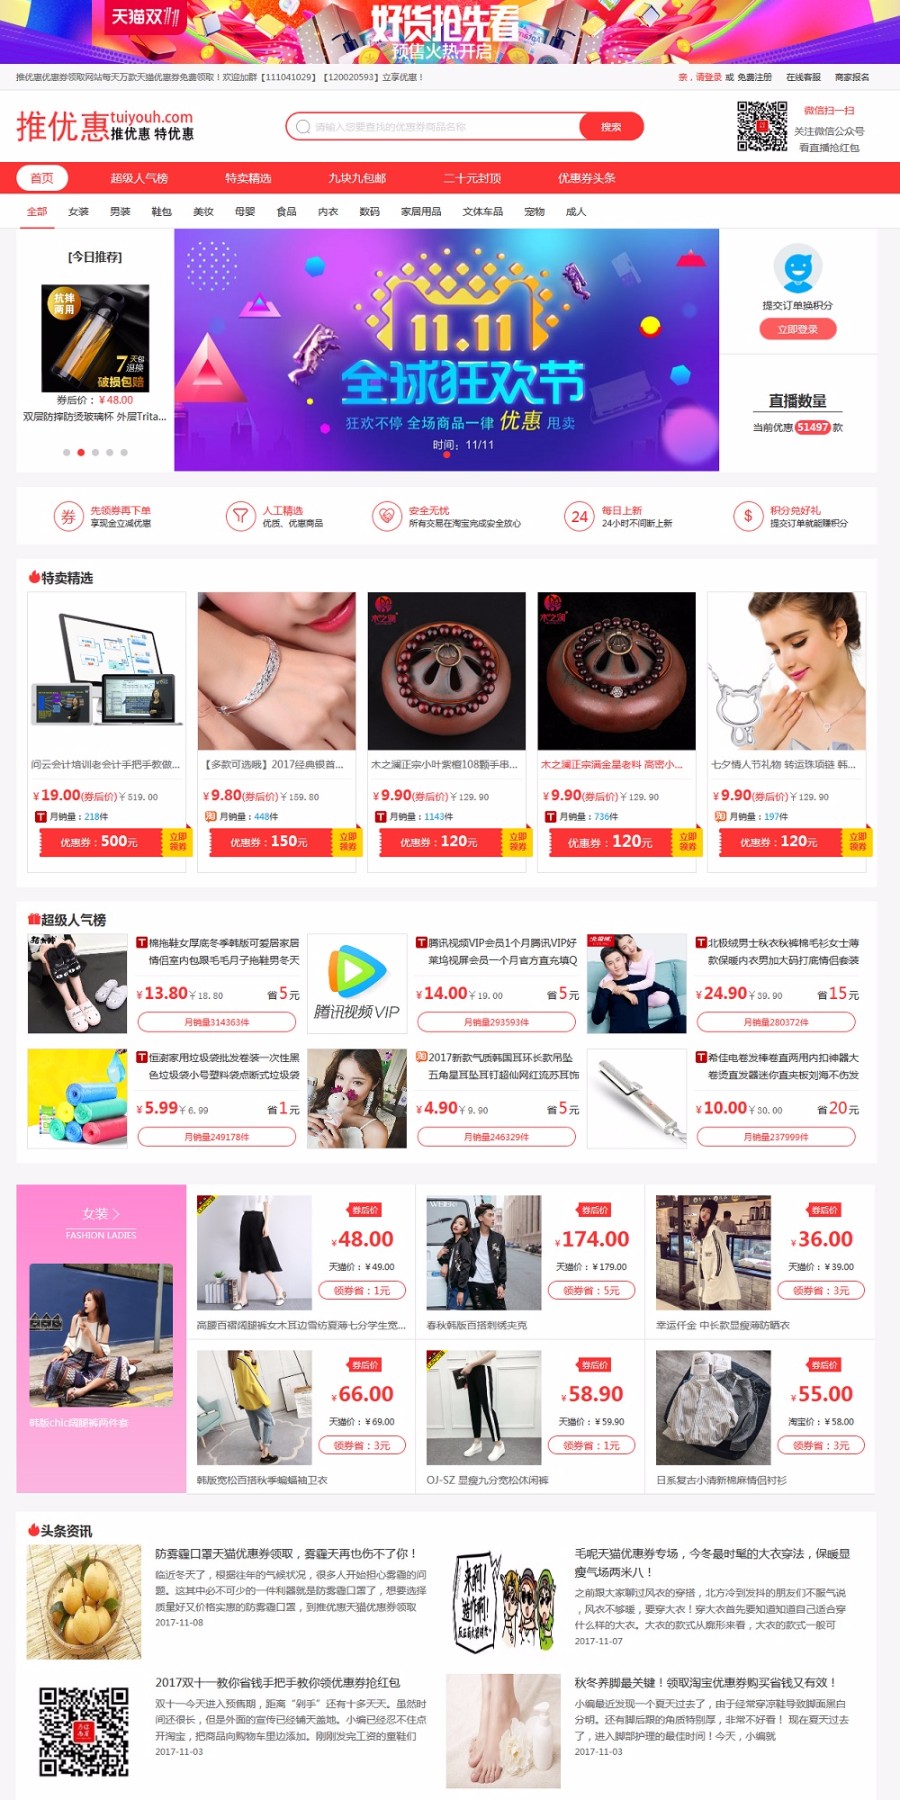 天猫双11
好货抢先看
预售火热开启
推优惠优惠券领取网站每天万款天猫优惠券免费领取！欢迎加群【111041029】【120020593】立享优惠！
亲，请登录 或 免费注册 在线客服 商家报名
推优惠 tuiyouh.com
推优惠 特优惠
请输入您要查找的优惠券商品名称
搜索
微信扫一扫
关注微信公众号
看直播抢红包
首页 超级人气榜 特卖精选 九块九包邮 二十元封顶 优惠券头条
全部 女装 男装 鞋包 美妆 母婴 食品 内衣 数码 家居用品 文体车品 宠物 成人
[今日推荐]
抗摔
两用
7天包
退换
破损包赔
券后价：￥48.00
双层防摔防烫玻璃杯 外层Trita...
11.11
全球狂欢节
狂欢不停 全场商品一律 优惠 甩卖
时间：11/11
提交订单换积分
立即登录
直播数量
当前优惠 51497 款
券 先领券再下单
享现金立减优惠
人工精选
优质、优惠商品
安全无忧
所有交易在淘宝完成安全放心
24 每日上新
24小时不间断上新
$ 积分兑好礼
提交订单就能赚积分
特卖精选
木之澜
木之澜
问云会计培训老会计手把手教做...
￥19.00(券后价)￥519.00
T 月销量：218件
优惠券：500元 立即领券
【多款可选哦】2017经典银首...
￥9.80(券后价)￥159.80
淘 月销量：448件
优惠券：150元 立即领券
木之澜正宗小叶紫檀108颗手串...
￥9.90(券后价)￥129.90
T 月销量：1143件
优惠券：120元 立即领券
木之澜正宗满金星老料 高密小...
￥9.90(券后价)￥129.90
T 月销量：736件
优惠券：120元 立即领券
七夕情人节礼物 转运珠项链 韩...
￥9.90(券后价)￥129.90
淘 月销量：197件
优惠券：120元 立即领券
超级人气榜
T棉拖鞋女厚底冬季韩版可爱居家居
情侣室内包跟毛毛月子拖鞋男冬天
￥13.80￥18.80 省5元
月销量314363件
腾讯视频VIP
T腾讯视频VIP会员1个月腾讯VIP好
莱坞视屏会员一个月官方直充填Q
￥14.00￥19.00 省5元
月销量293593件
T北极绒男士秋衣秋裤棉毛衫女士薄
款保暖内衣男加大码打底情侣套装
￥24.90￥39.90 省15元
月销量280372件
T恒澍家用垃圾袋批发卷装一次性黑
色垃圾袋小号塑料袋点断式垃圾袋
￥5.99￥6.99 省1元
月销量249178件
淘2017新款气质韩国耳环长款吊坠
五角星耳坠耳钉超仙网红流苏耳饰
￥4.90￥9.90 省5元
月销量246329件
T希佳电卷发棒卷直两用内扣神器大
卷烫直发器迷你直夹板刘海不伤发
￥10.00￥30.00 省20元
月销量237999件
女装 >
FASHION LADIES
韩版chic阔腿裤两件套
券后价
￥48.00
天猫价：￥49.00
领券省：1元
高腰百褶阔腿裤女木耳边雪纺夏薄七分学生宽...
券后价
￥174.00
天猫价：￥179.00
领券省：5元
春秋韩版百搭刺绣夹克
券后价
￥36.00
天猫价：￥39.00
领券省：3元
幸运仟金 中长款显瘦薄防晒衣
券后价
￥66.00
天猫价：￥69.00
领券省：3元
韩版宽松百搭秋季蝙蝠袖卫衣
券后价
￥58.90
天猫价：￥59.90
领券省：1元
OJ-SZ 显瘦九分宽松休闲裤
券后价
￥55.00
淘宝价：￥58.00
领券省：3元
日系复古小清新棉麻情侣衬衫
头条资讯
防雾霾口罩天猫优惠券领取，雾霾天再也伤不了你！
临近冬天了，根据往年的气候状况，很多人开始担心雾霾的问
题。这其中必不可少的一件利器就是防雾霾口罩了，想要选择
质量好又价格实惠的防雾霾口罩，到推优惠天猫优惠券领取
2017-11-08
来啊！
造作啊！
毛呢天猫优惠券专场，今冬最时髦的大衣穿法，保暖显
瘦气场两米八！
之前跟大家聊过风衣的穿搭，北方冷到发抖的朋友们不服气说
，风衣不够暖，要穿大衣！穿大衣首先要知道知道自己适合穿
什么样的大衣。大衣的款式从廓形来看，大衣的款式一般可
2017-11-07
2017双十一教你省钱手把手教你领优惠券抢红包
双十一今天进入预售期，距离“剁手”还有十多天天。虽然时
间还很长，但是外面的宣传已经铺天盖地。小编已经忍不住点
开淘宝，把商品向购物车里边添加。刚刚发完工资的童鞋们
2017-11-03
秋冬养脚最关键！领取淘宝优惠券购买省钱又有效！
小编最近发现一个夏天过去了，由于经常穿凉鞋导致脚面黑白
分明。还有脚后跟的角质特别厚，非常不好看！ 现在夏天过去
了，进入脚部护理的最佳时间！今天，小编就
2017-11-03